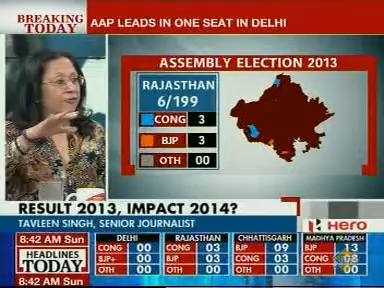 BREAKING
TODAY
AAP LEADS IN ONE SEAT IN DELHI
ASSEMBLY ELECTION 2013
RAJASTHAN
6/199
CONG 3
BJP 3
OTH 00
RESULT 2013, IMPACT 2014?
TAVLEEN SINGH, SENIOR JOURNALIST
Hero
8:42 AM Sun
HEADLINES
TODAY
8:42 AM Sun
DELHI
CONG 00
BJP+ 00
OTH 00
RAJASTHAN
CONG 03
BJP 03
OTH 00
CHHATTISGARH
BJP 09
CONG 03
OTH 00
MADHYA PRADESH
BJP 13
CONG 08
OTH 00